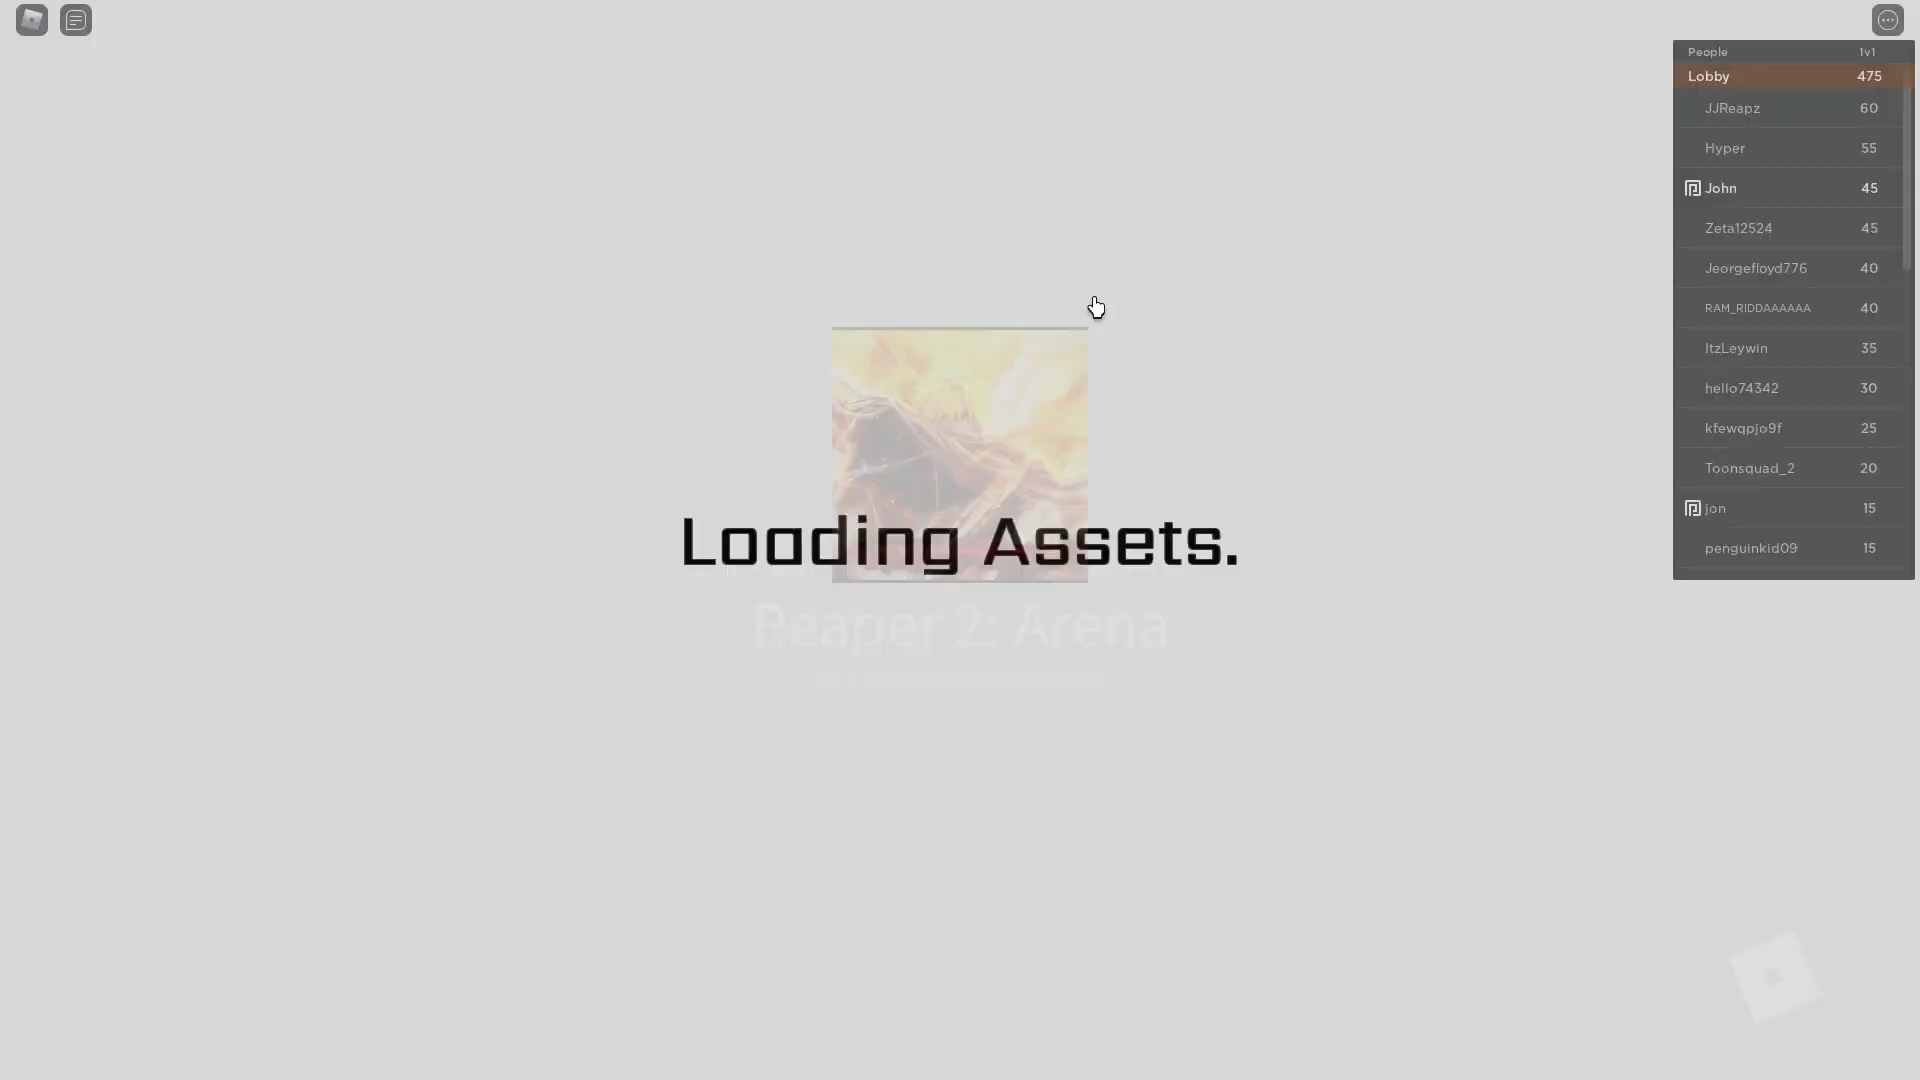 People 1v1
Lobby 475
JJReapz 60
Hyper 55
John 45
Zeta12524 45
Jeorgefloyd776 40
RAM_RIDDAAAAAA 40
ItzLeywin 35
hello74342 30
kfewqpjo9f 25
Toonsquad_2 20
jon 15
penguinkid09 15
Loading Assets.
Reaper 2: Arena